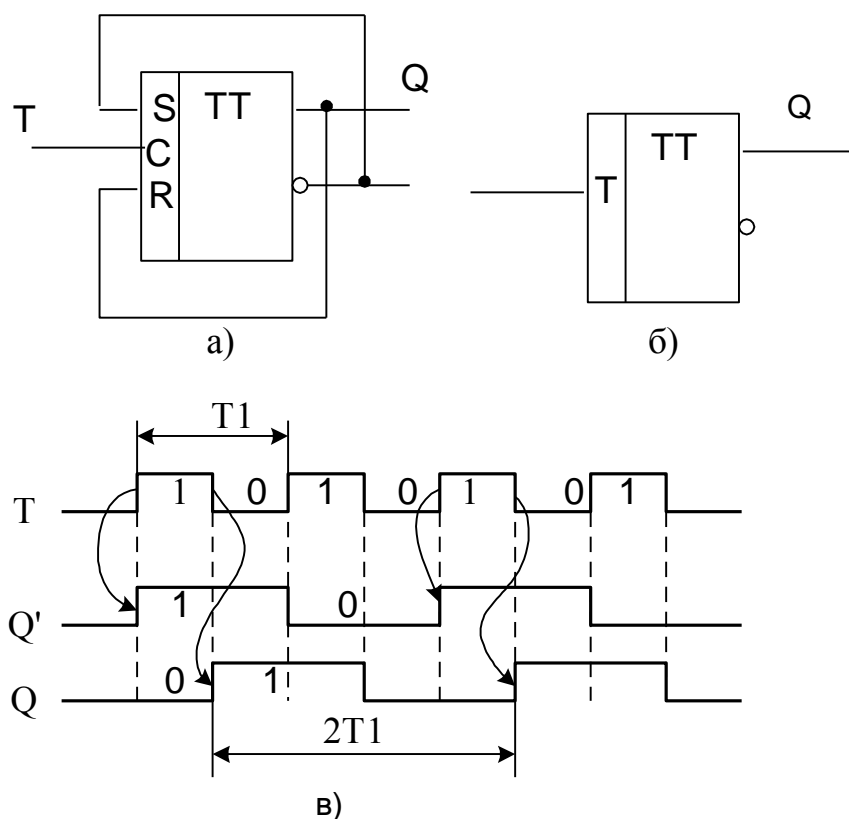 Q
S TT
T
C
R
а)
Q
TT
T
б)
T1
T 1 0 1 0 1 0 1
Q' 1 0
Q 0 1
2T1
в)